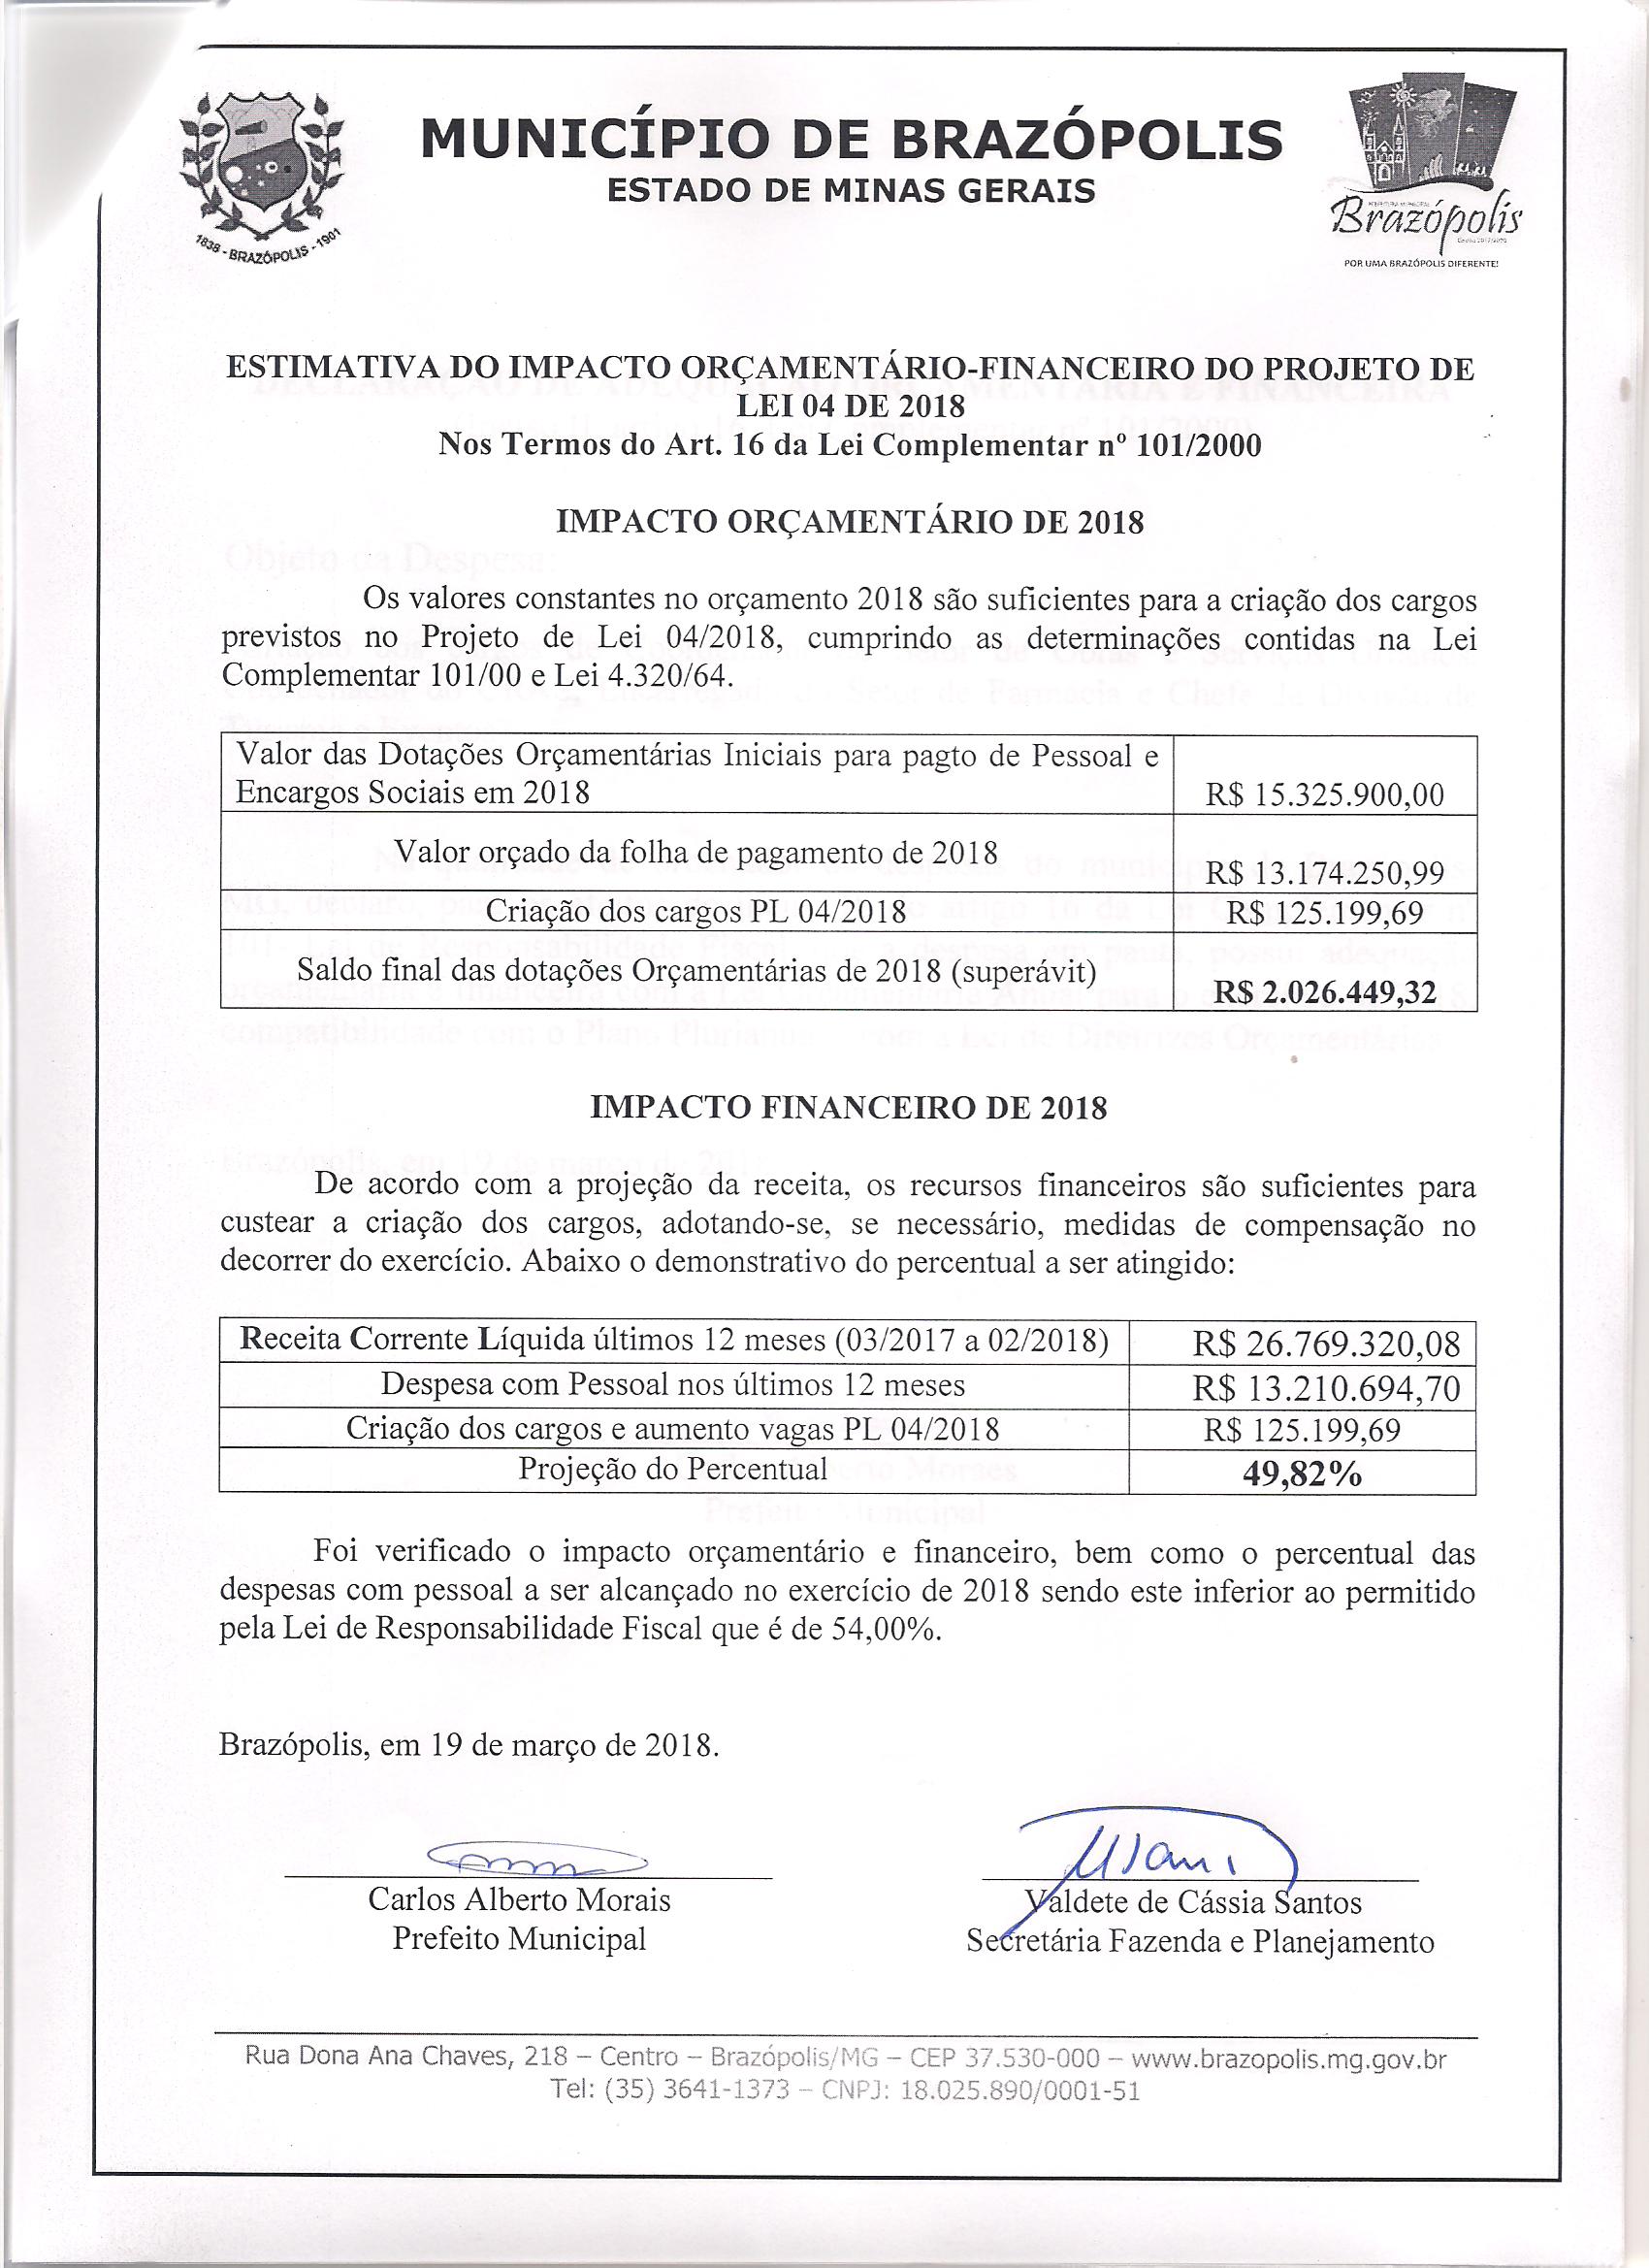 MUNICÍPIO DE BRAZÓPOLIS
ESTADO DE MINAS GERAIS
1838 - BRAZÓPOLIS - 1901
Brazópolis
POR UMA BRAZÓPOLIS DIFERENTE!
ESTIMATIVA DO IMPACTO ORÇAMENTÁRIO-FINANCEIRO DO PROJETO DE
LEI 04 DE 2018
Nos Termos do Art. 16 da Lei Complementar nº 101/2000
IMPACTO ORÇAMENTÁRIO DE 2018
Os valores constantes no orçamento 2018 são suficientes para a criação dos cargos
previstos no Projeto de Lei 04/2018, cumprindo as determinações contidas na Lei
Complementar 101/00 e Lei 4.320/64.
Valor das Dotações Orçamentárias Iniciais para pagto de Pessoal e
Encargos Sociais em 2018 R$ 15.325.900,00
Valor orçado da folha de pagamento de 2018 R$ 13.174.250,99
Criação dos cargos PL 04/2018 R$ 125.199,69
Saldo final das dotações Orçamentárias de 2018 (superávit) R$ 2.026.449,32
IMPACTO FINANCEIRO DE 2018
De acordo com a projeção da receita, os recursos financeiros são suficientes para
custear a criação dos cargos, adotando-se, se necessário, medidas de compensação no
decorrer do exercício. Abaixo o demonstrativo do percentual a ser atingido:
Receita Corrente Líquida últimos 12 meses (03/2017 a 02/2018) R$ 26.769.320,08
Despesa com Pessoal nos últimos 12 meses R$ 13.210.694,70
Criação dos cargos e aumento vagas PL 04/2018 R$ 125.199,69
Projeção do Percentual 49,82%
Foi verificado o impacto orçamentário e financeiro, bem como o percentual das
despesas com pessoal a ser alcançado no exercício de 2018 sendo este inferior ao permitido
pela Lei de Responsabilidade Fiscal que é de 54,00%.
Brazópolis, em 19 de março de 2018.
Carlos Alberto Morais
Prefeito Municipal
Valdete de Cássia Santos
Secretária Fazenda e Planejamento
Rua Dona Ana Chaves, 218 – Centro – Brazópolis/MG – CEP 37.530-000 – www.brazopolis.mg.gov.br
Tel: (35) 3641-1373 – CNPJ: 18.025.890/0001-51